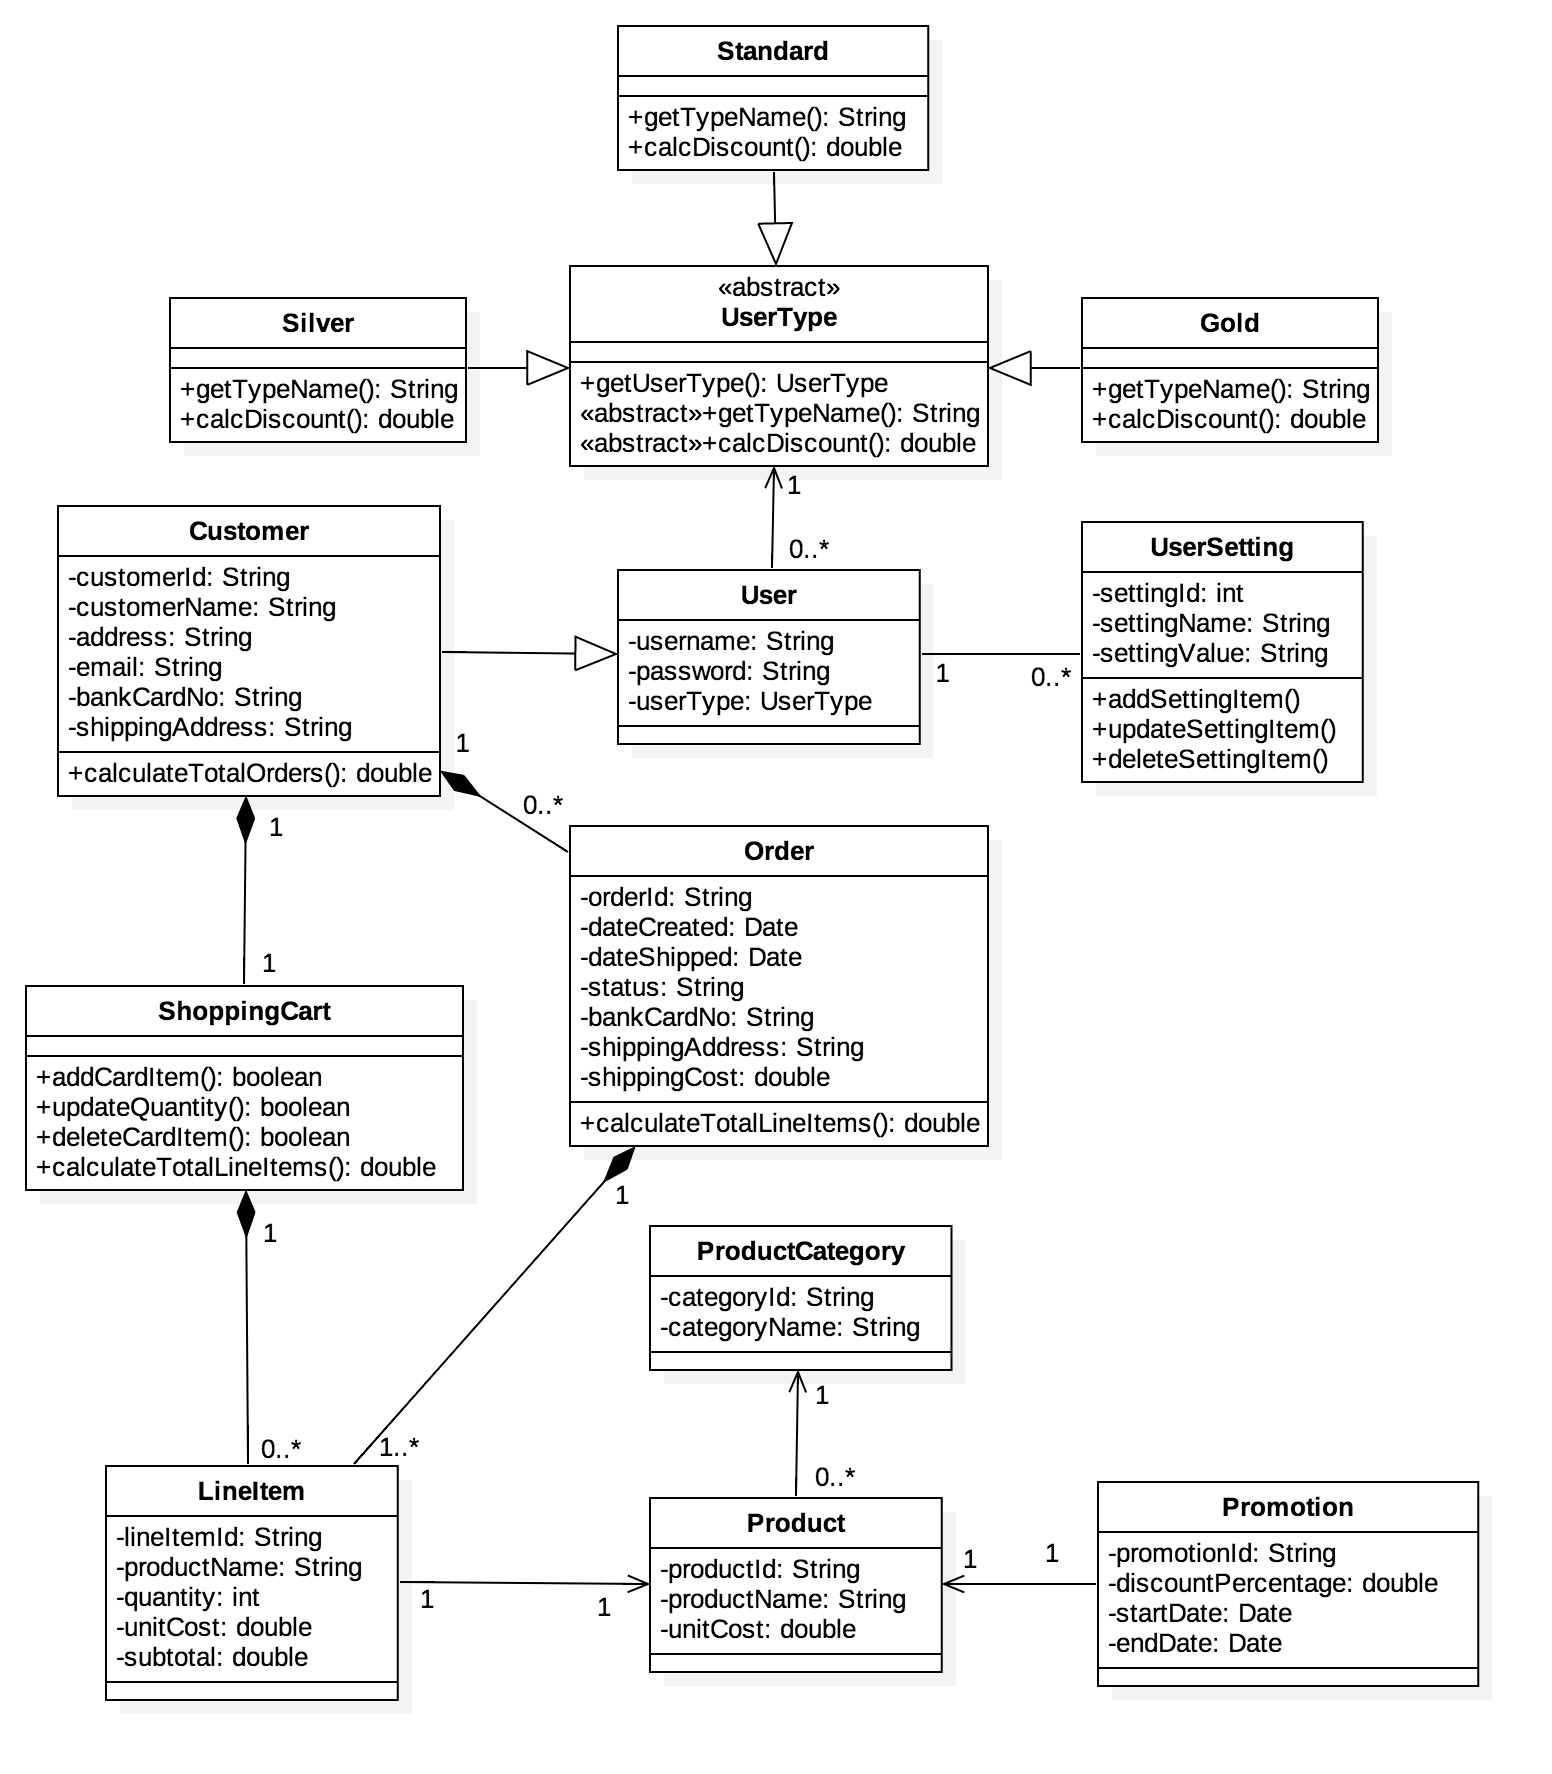 Standard
+getTypeName(): String
+calcDiscount(): double
«abstract»
UserType
+getUserType(): UserType
«abstract»+getTypeName(): String
«abstract»+calcDiscount(): double
Silver
+getTypeName(): String
+calcDiscount(): double
Gold
+getTypeName(): String
+calcDiscount(): double
1
0..*
Customer
-customerId: String
-customerName: String
-address: String
-email: String
-bankCardNo: String
-shippingAddress: String
+calculateTotalOrders(): double
User
-username: String
-password: String
-userType: UserType
1
0..*
UserSetting
-settingId: int
-settingName: String
-settingValue: String
+addSettingItem()
+updateSettingItem()
+deleteSettingItem()
1
0..*
1
1
Order
-orderId: String
-dateCreated: Date
-dateShipped: Date
-status: String
-bankCardNo: String
-shippingAddress: String
-shippingCost: double
+calculateTotalLineItems(): double
ShoppingCart
+addCardItem(): boolean
+updateQuantity(): boolean
+deleteCardItem(): boolean
+calculateTotalLineItems(): double
1
1
0..*
1..*
ProductCategory
-categoryId: String
-categoryName: String
1
0..*
LineItem
-lineItemId: String
-productName: String
-quantity: int
-unitCost: double
-subtotal: double
1
1
Product
-productId: String
-productName: String
-unitCost: double
1
1
Promotion
-promotionId: String
-discountPercentage: double
-startDate: Date
-endDate: Date